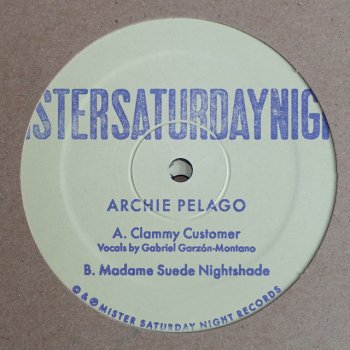 ISTERSATURDAYNIG
ARCHIE PELAGO
A. Clammy Customer
Vocals by Gabriel Garzón-Montano
B. Madame Suede Nightshade
© & ℗ MISTER SATURDAY NIGHT RECORDS